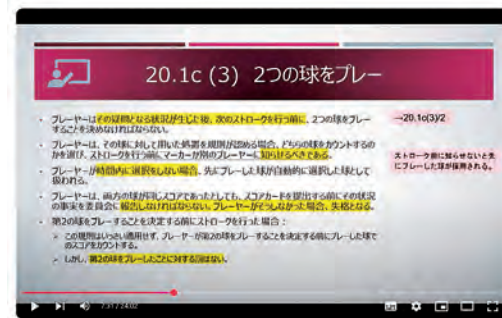 20.1c (3) 2つの球をプレー
・ プレーヤーはその疑問となる状況が生じた後、次のストロークを行う前に、2つの球をプレー
することを決めなければならない。
・ プレーヤーは、その球に対して用いた処置を規則が認める場合、どちらの球をカウントするの
かを選び、ストロークを行う前にマーカーか別のプレーヤーに知らせるべきである。
・ プレーヤーが時間内に選択をしない場合、先にプレーした球が自動的に選択した球として
扱われる。
・ プレーヤーは、両方の球が同じスコアであったとしても、スコアカードを提出する前にその状況
の事実を委員会に報告しなければならない。プレーヤーがそうしなかった場合、失格となる。
・ 第2の球をプレーすることを決定する前にストロークを行った場合：
➢ この規則はいっさい適用せず、プレーヤーが第2の球をプレーすることを決定する前にプレーした球で
のスコアをカウントする。
➢ しかし、第2の球をプレーしたことに対する罰はない。
→20.1c(3)/2
ストローク前に知らせないと先
にプレーした球が採用される。
7:31 / 24:02